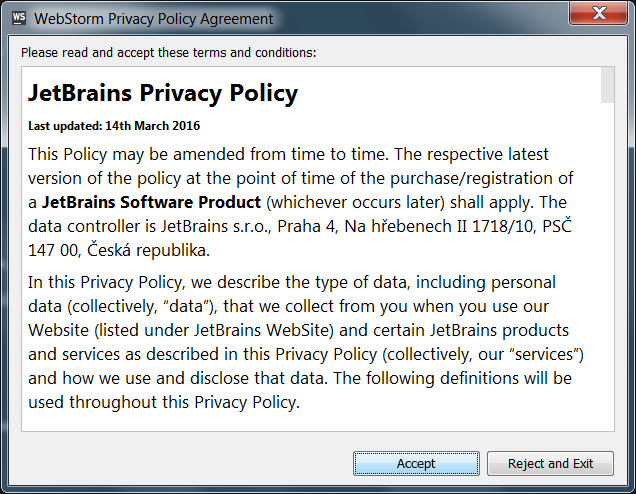 WS WebStorm Privacy Policy Agreement
Please read and accept these terms and conditions:
JetBrains Privacy Policy
Last updated: 14th March 2016
This Policy may be amended from time to time. The respective latest
version of the policy at the point of time of the purchase/registration of
a JetBrains Software Product (whichever occurs later) shall apply. The
data controller is JetBrains s.r.o., Praha 4, Na hřebenech II 1718/10, PSČ
147 00, Česká republika.
In this Privacy Policy, we describe the type of data, including personal
data (collectively, “data”), that we collect from you when you use our
Website (listed under JetBrains WebSite) and certain JetBrains products
and services as described in this Privacy Policy (collectively, our “services”)
and how we use and disclose that data. The following definitions will be
used throughout this Privacy Policy.
Accept
Reject and Exit